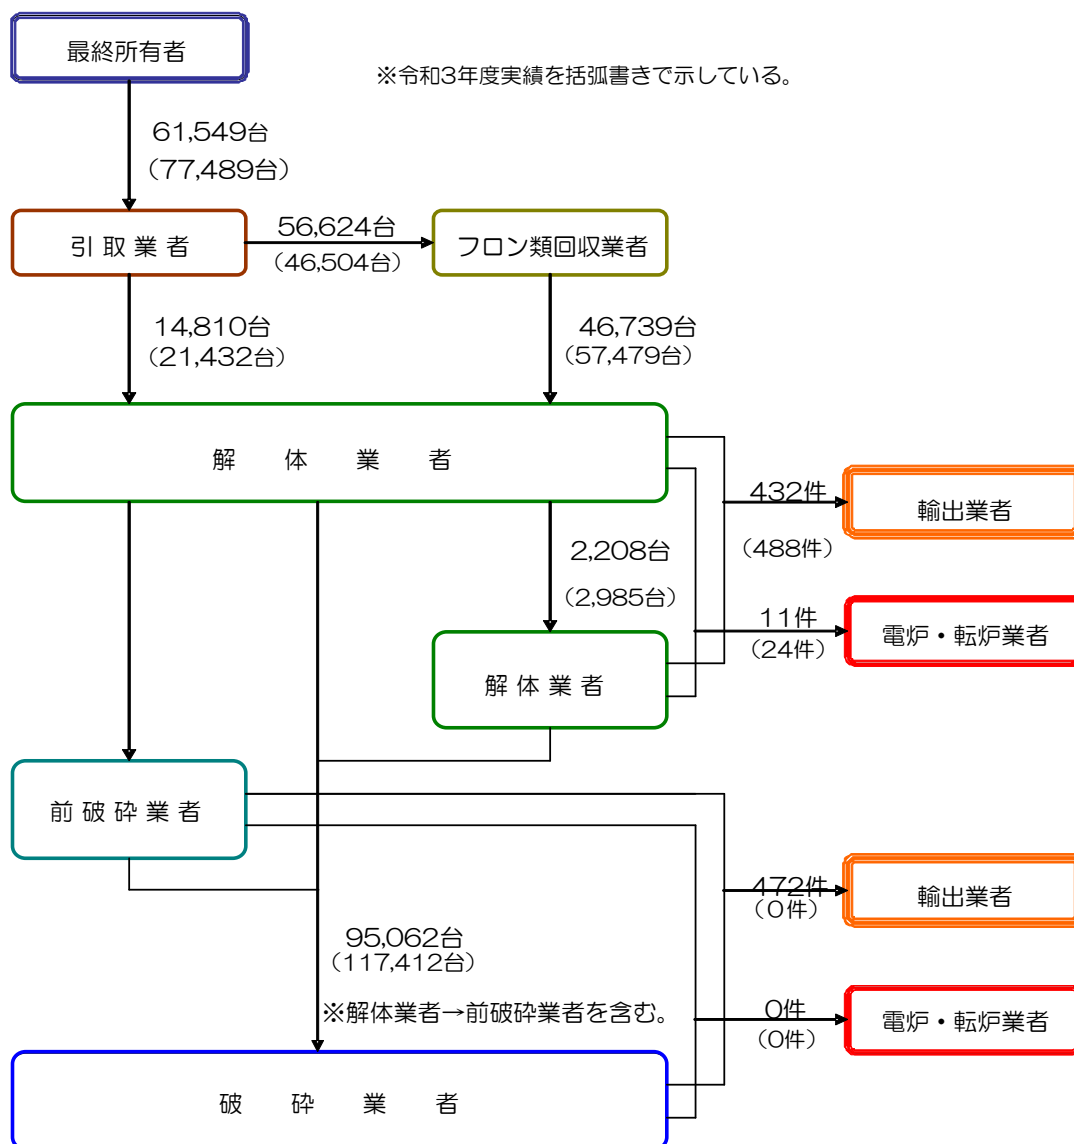 最終所有者
※令和3年度実績を括弧書きで示している。
61,549台
（77,489台）
引取業者
56,624台
（46,504台）
フロン類回収業者
14,810台
（21,432台）
46,739台
（57,479台）
解体業者
432件
（488件）
輸出業者
2,208台
（2,985台）
11件
（24件）
電炉・転炉業者
解体業者
前破砕業者
472件
（0件）
輸出業者
95,062台
（117,412台）
※解体業者→前破砕業者を含む。
0件
（0件）
電炉・転炉業者
破砕業者